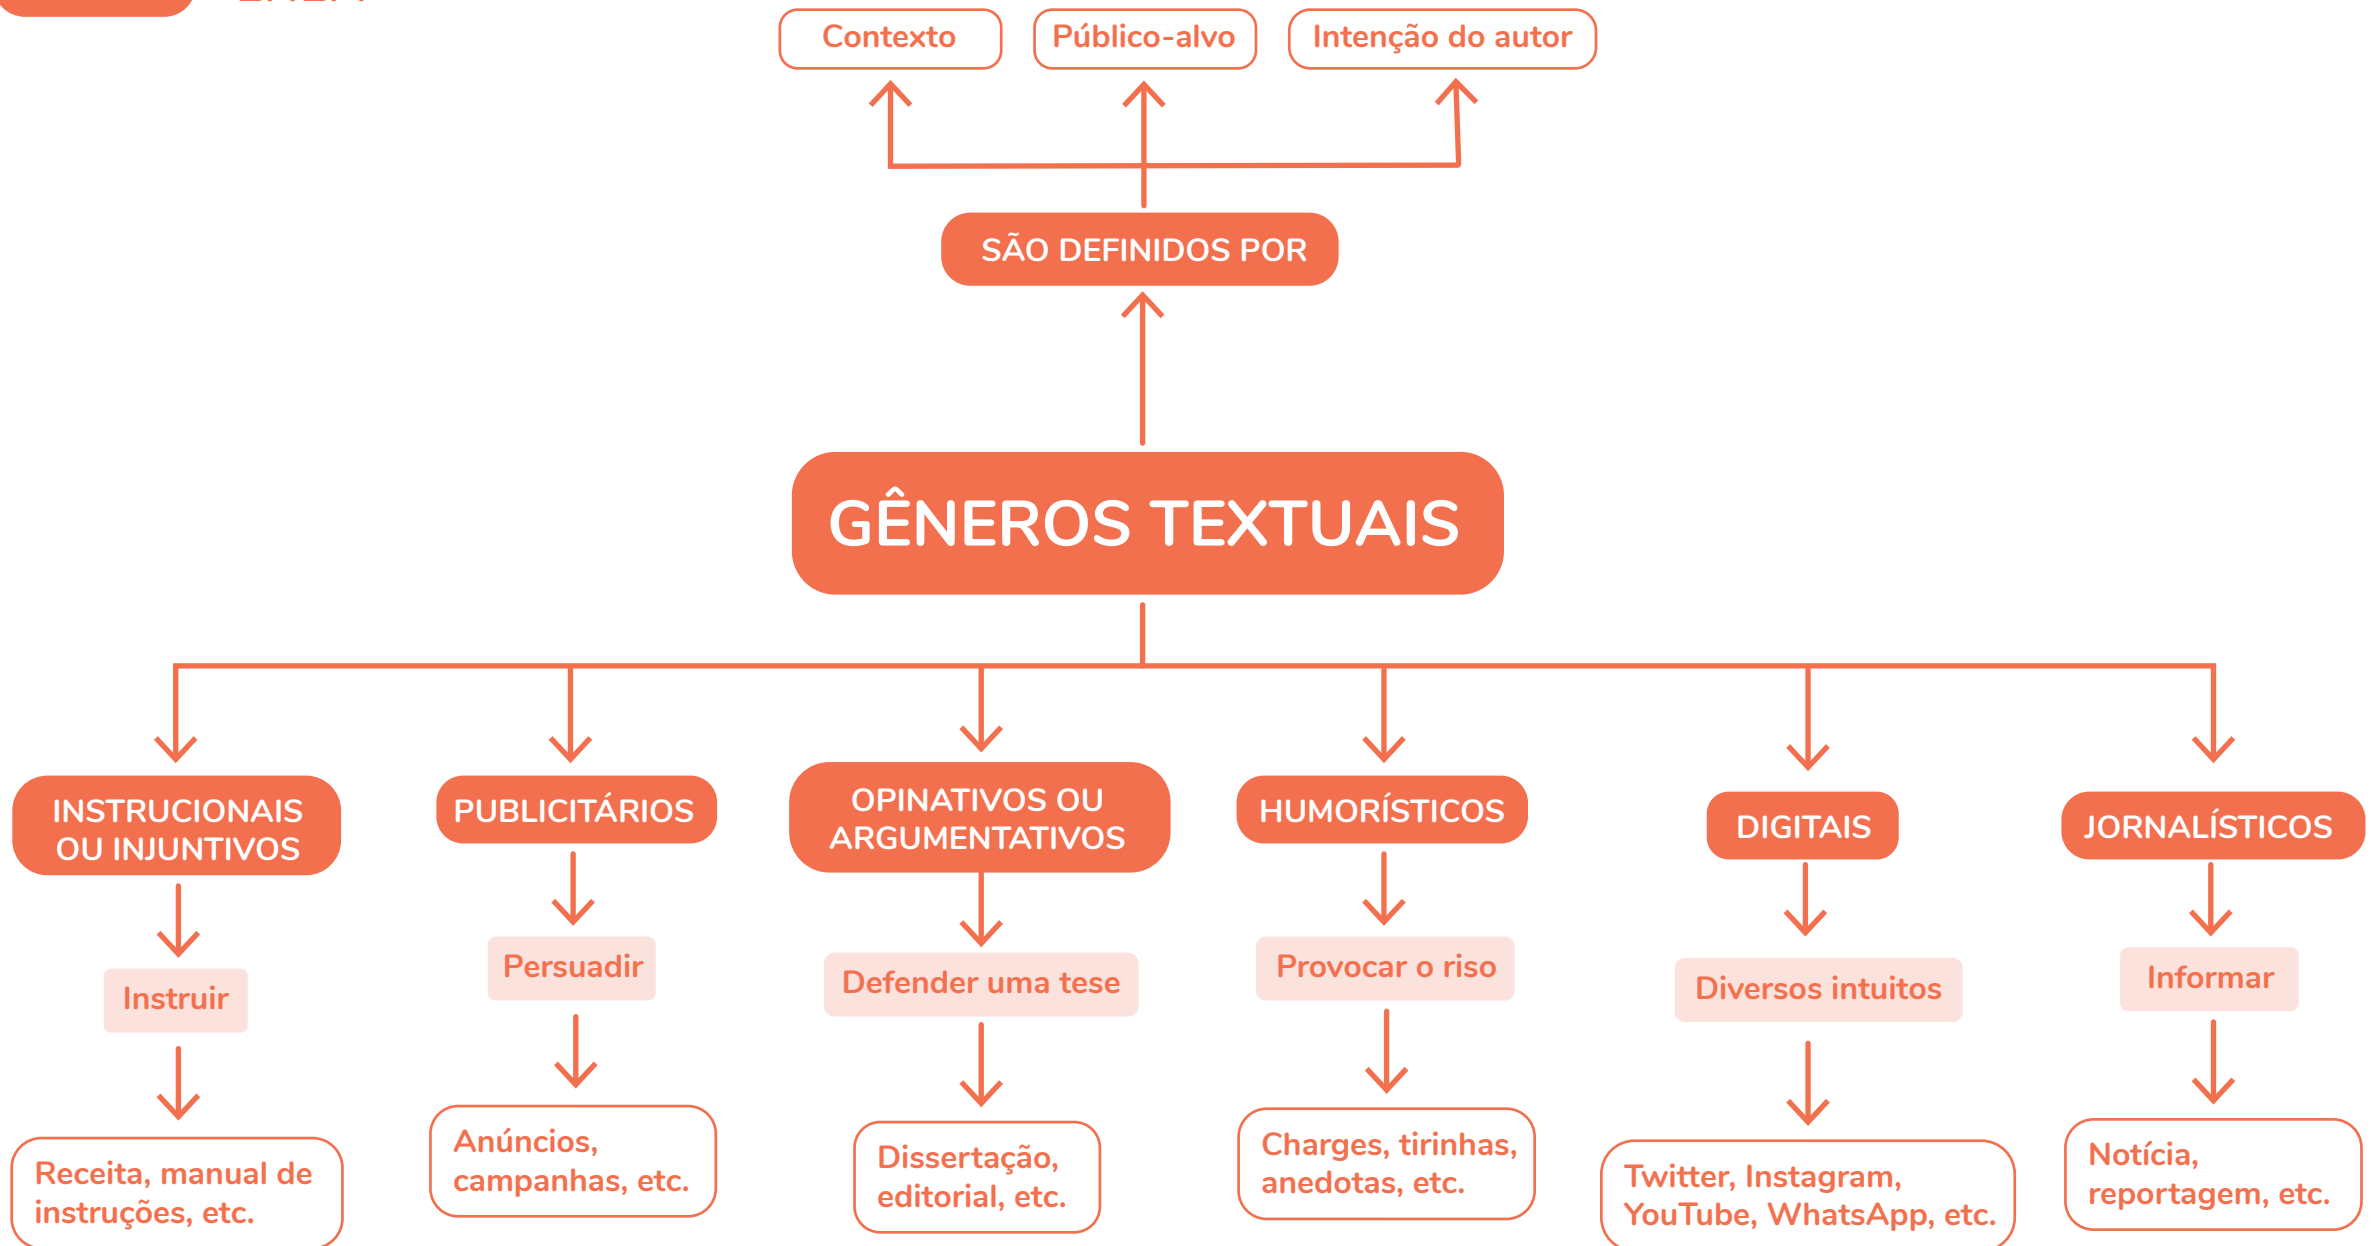 Contexto
Público-alvo
Intenção do autor
SÃO DEFINIDOS POR
GÊNEROS TEXTUAIS
INSTRUCIONAIS
OU INJUNTIVOS
PUBLICITÁRIOS
OPINATIVOS OU
ARGUMENTATIVOS
HUMORÍSTICOS
DIGITAIS
JORNALÍSTICOS
Instruir
Persuadir
Defender uma tese
Provocar o riso
Diversos intuitos
Informar
Receita, manual de
instruções, etc.
Anúncios,
campanhas, etc.
Dissertação,
editorial, etc.
Charges, tirinhas,
anedotas, etc.
Twitter, Instagram,
YouTube, WhatsApp, etc.
Notícia,
reportagem, etc.